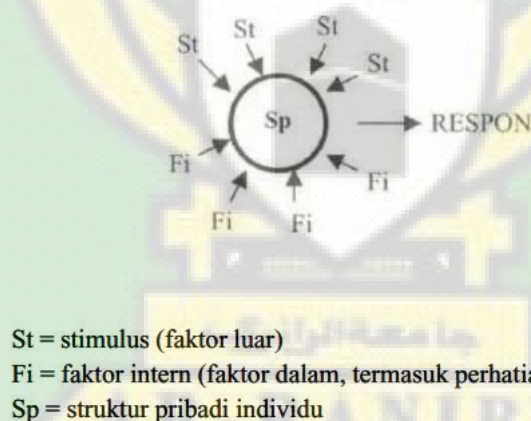 St St
St St
Sp RESPON
Fi Fi
Fi Fi
St = stimulus (faktor luar)
Fi = faktor intern (faktor dalam, termasuk perhatia
Sp = struktur pribadi individu